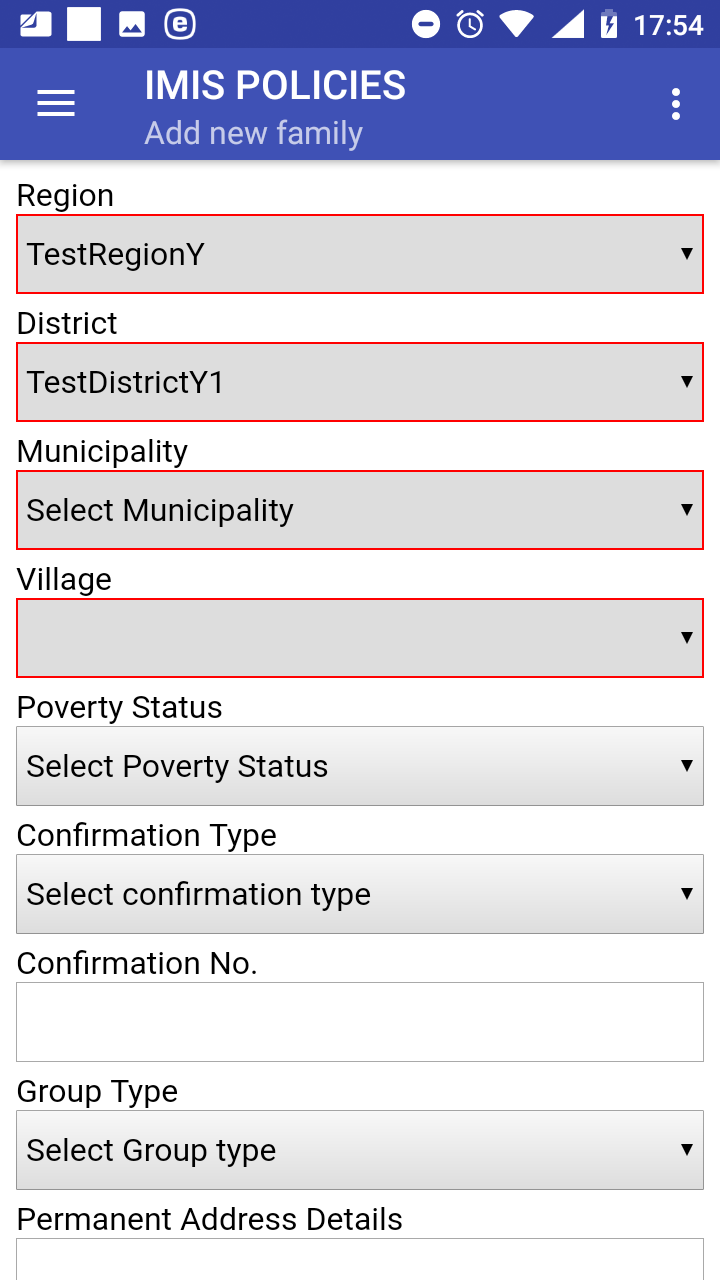 17:54
IMIS POLICIES
Add new family
Region
TestRegionY
District
TestDistrictY1
Municipality
Select Municipality
Village
Poverty Status
Select Poverty Status
Confirmation Type
Select confirmation type
Confirmation No.
Group Type
Select Group type
Permanent Address Details